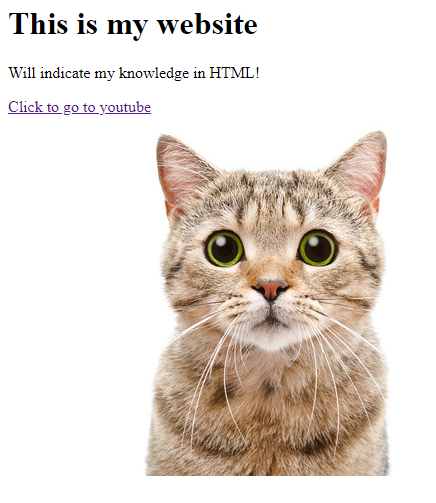 This is my website
Will indicate my knowledge in HTML!
Click to go to youtube